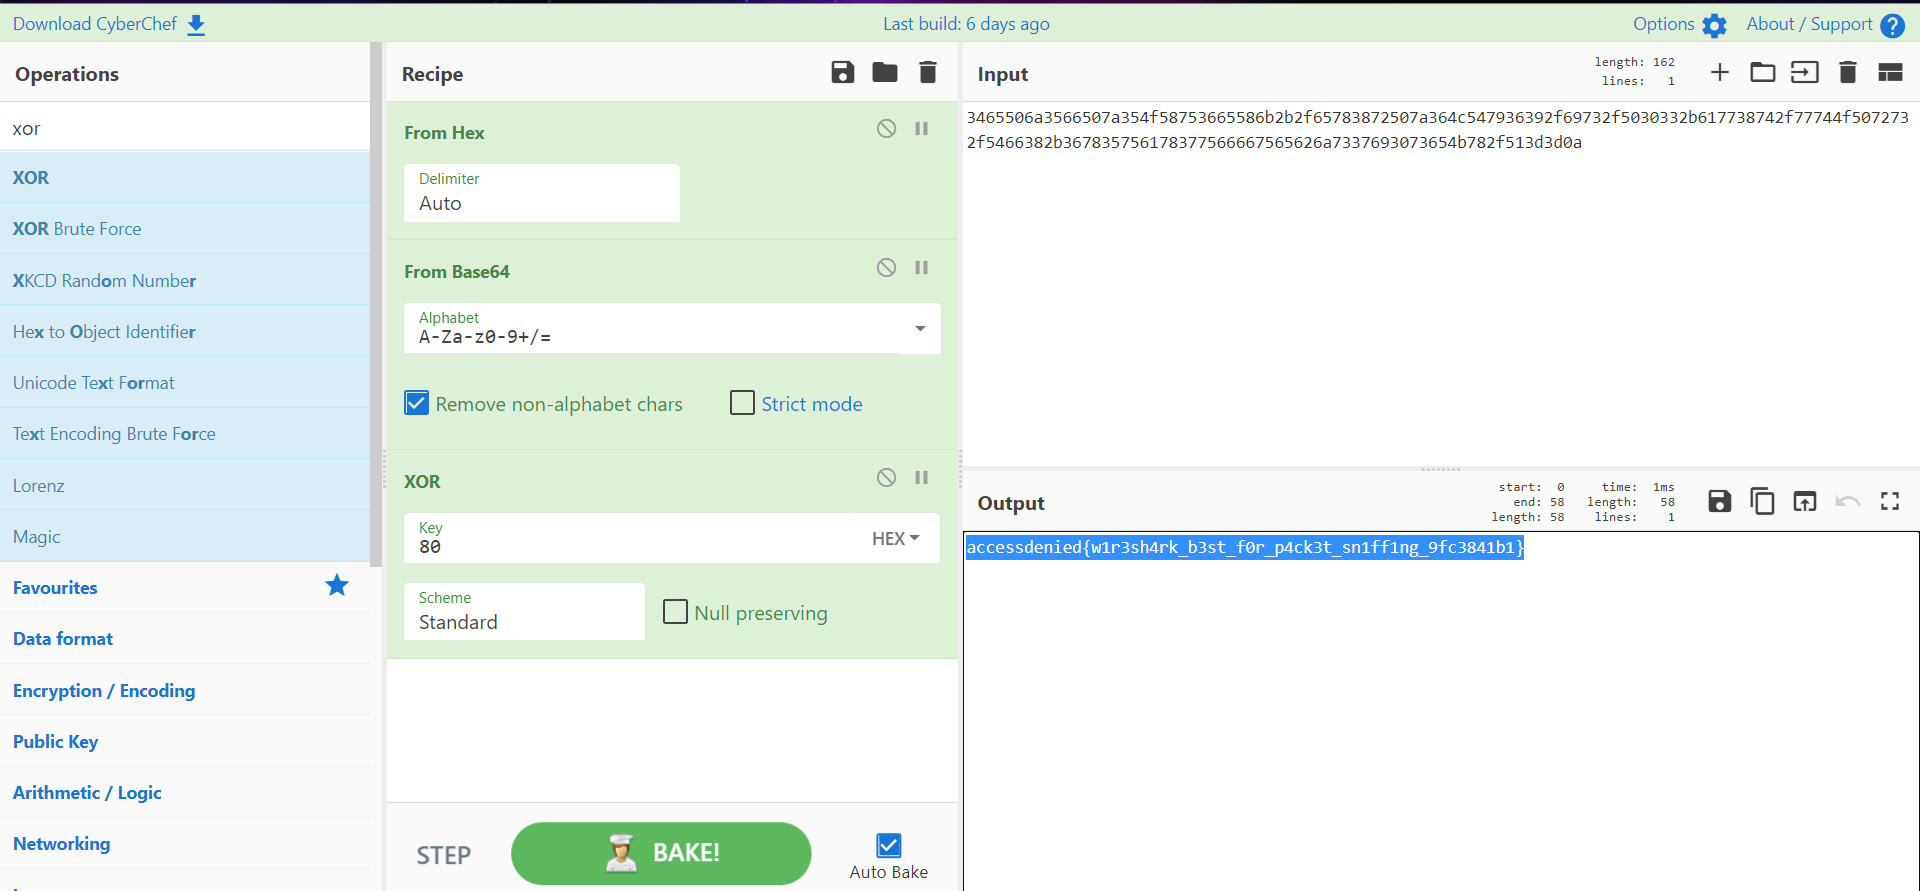 Download CyberChef
Last build: 6 days ago
Options
About / Support
Operations
xor
XOR
XOR Brute Force
XKCD Random Number
Hex to Object Identifier
Unicode Text Format
Text Encoding Brute Force
Lorenz
Magic
Favourites
Data format
Encryption / Encoding
Public Key
Arithmetic / Logic
Networking
Recipe
From Hex
Delimiter
Auto
From Base64
Alphabet
A-Za-z0-9+/=
Remove non-alphabet chars
Strict mode
XOR
Key
80
HEX
Scheme
Standard
Null preserving
STEP
BAKE!
Auto Bake
Input
length: 162
lines: 1
3465506a3566507a354f58753665586b2b2f65783872507a364c547936392f69732f5030332b617738742f77744f5072732
2f5466382b3678357561783775666675656​26a7337693073654b782f513d3d0a
Output
start: 0
end: 58
length: 58
time: 1ms
length: 58
lines: 1
accessdenied{w1r3sh4rk_b3st_f0r_p4ck3t_sn1ff1ng_9fc3841b1}